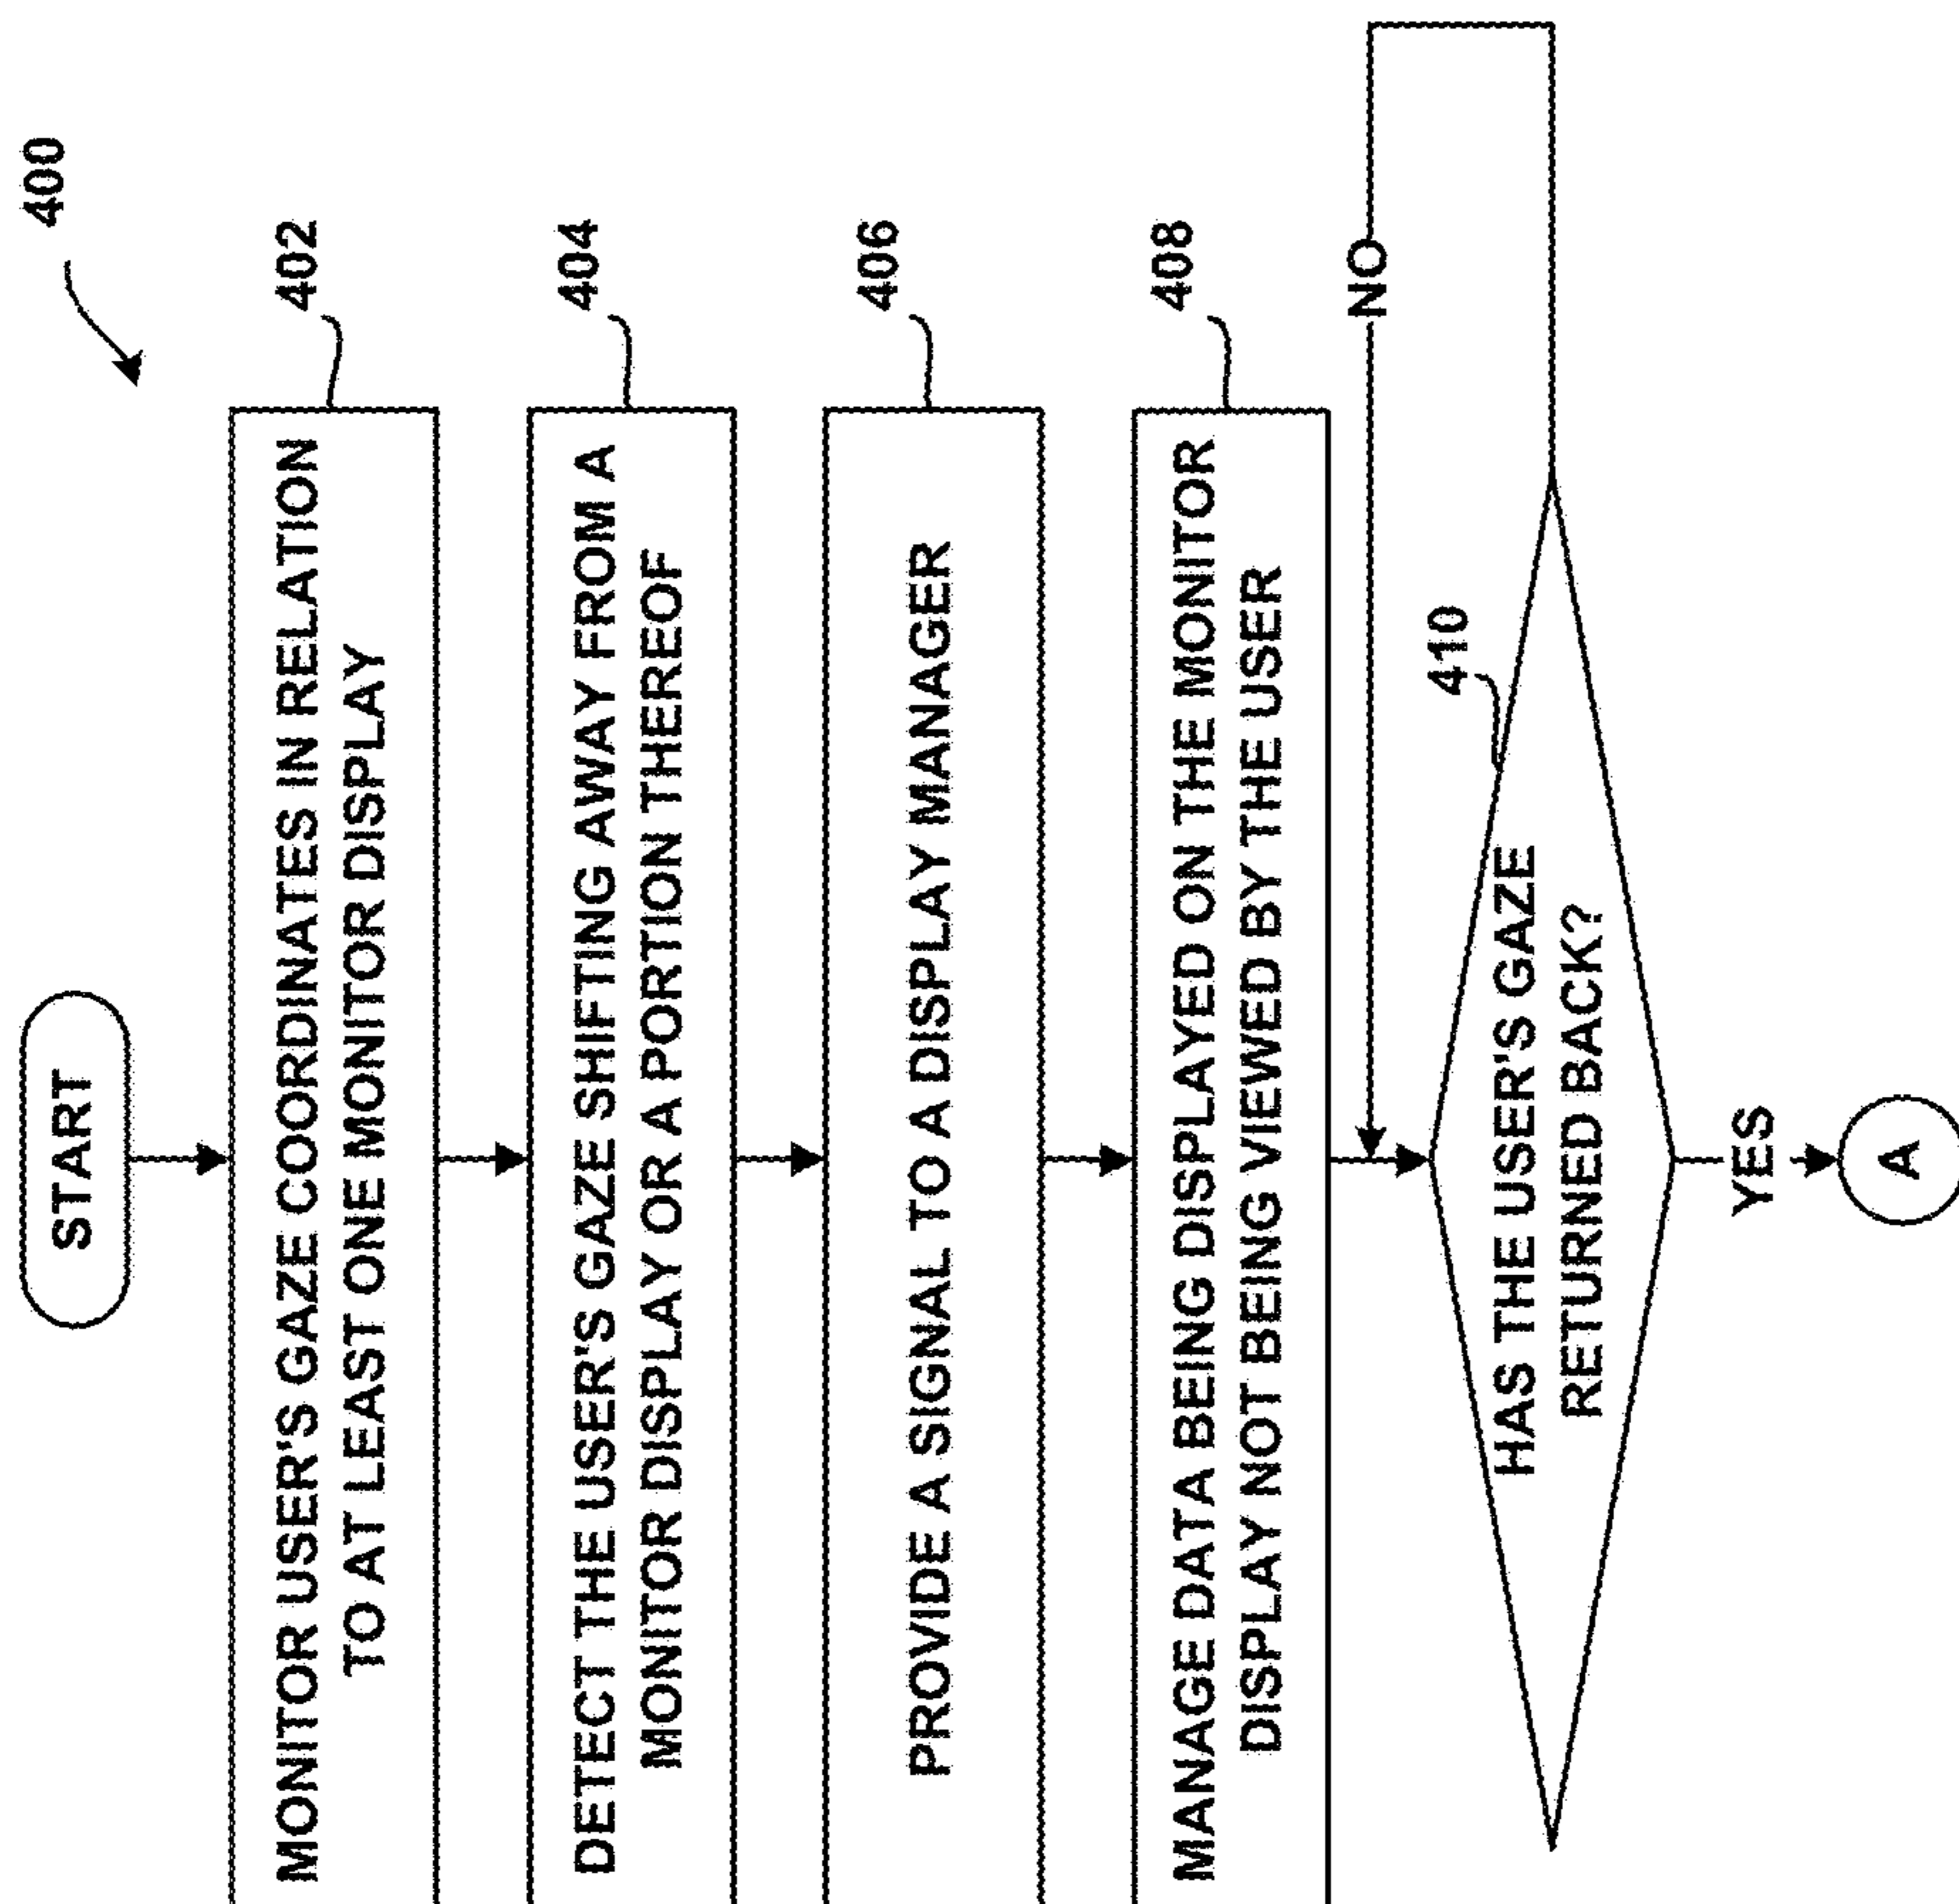 400
START
402
MONITOR USER'S GAZE COORDINATES IN RELATION
TO AT LEAST ONE MONITOR DISPLAY
404
DETECT THE USER'S GAZE SHIFTING AWAY FROM A
MONITOR DISPLAY OR A PORTION THEREOF
406
PROVIDE A SIGNAL TO A DISPLAY MANAGER
408
MANAGE DATA BEING DISPLAYED ON THE MONITOR
DISPLAY NOT BEING VIEWED BY THE USER
NO
410
HAS THE USER'S GAZE
RETURNED BACK?
YES
A